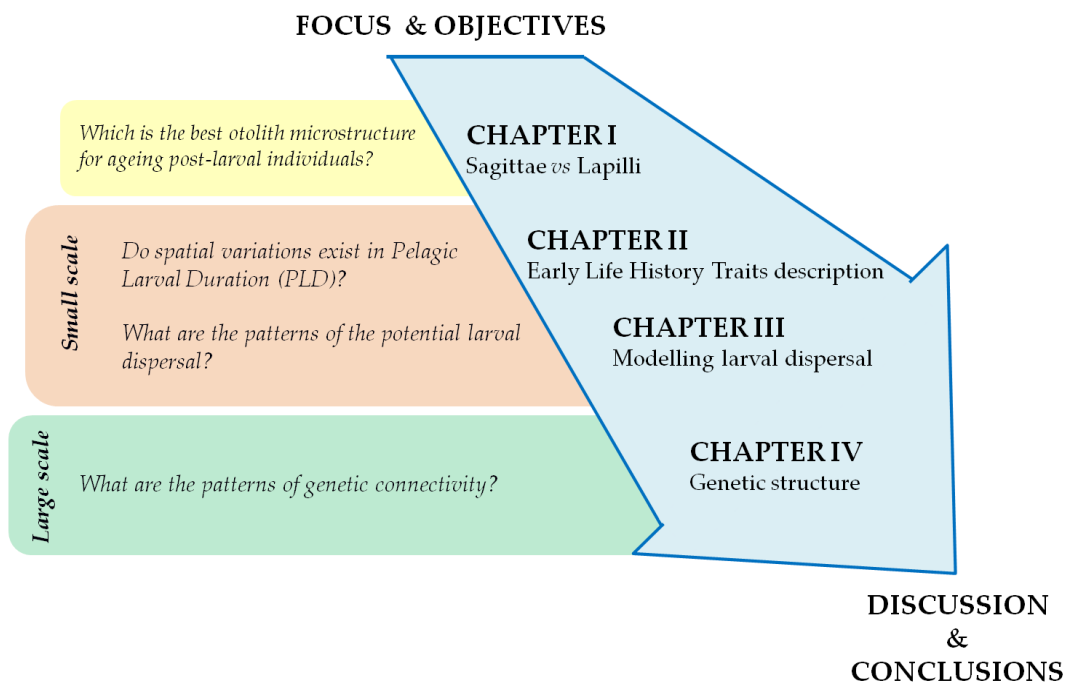 FOCUS & OBJECTIVES
Which is the best otolith microstructure
for ageing post-larval individuals?
CHAPTER I
Sagittae vs Lapilli
Small scale
Do spatial variations exist in Pelagic
Larval Duration (PLD)?
CHAPTER II
Early Life History Traits description
What are the patterns of the potential larval
dispersal?
CHAPTER III
Modelling larval dispersal
Large scale
What are the patterns of genetic connectivity?
CHAPTER IV
Genetic structure
DISCUSSION
&
CONCLUSIONS